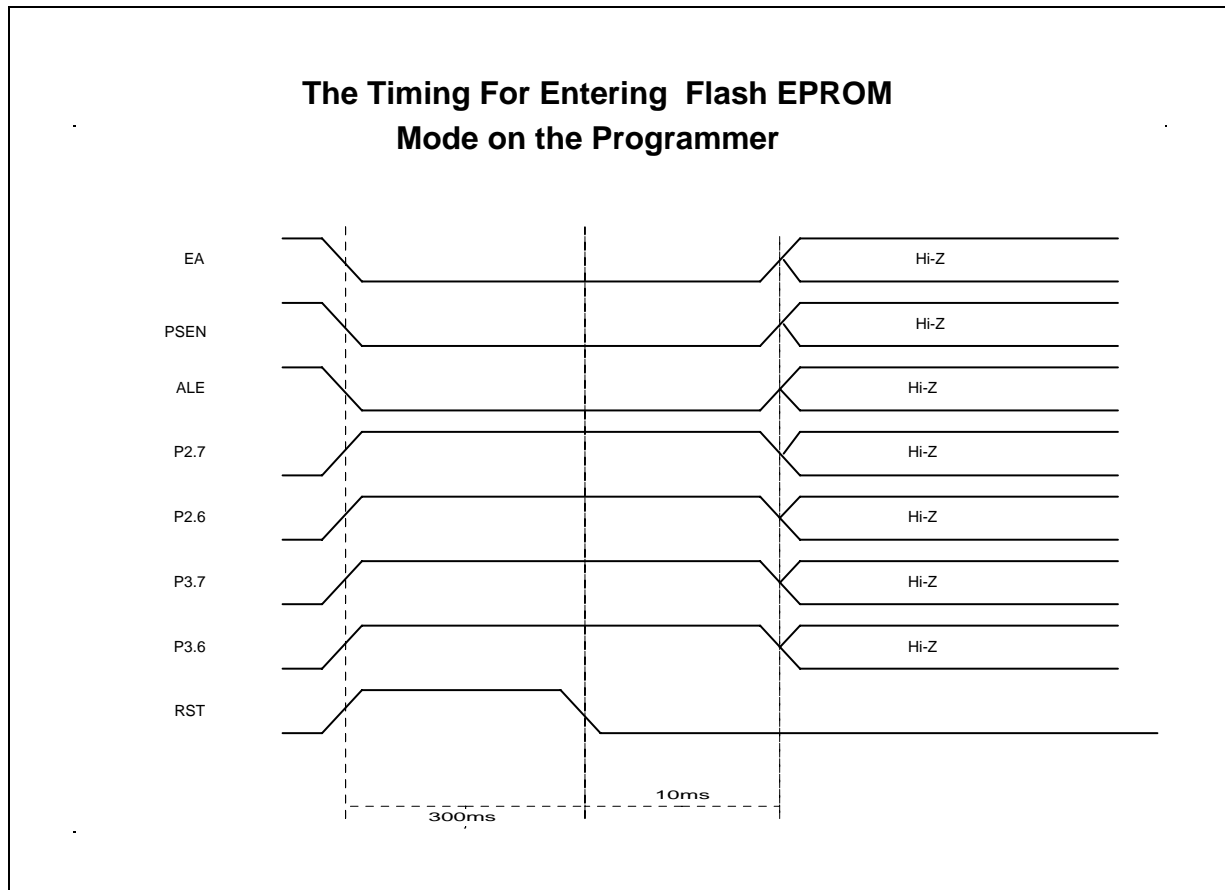 The Timing For Entering Flash EPROM
Mode on the Programmer
EA
Hi-Z
PSEN
Hi-Z
ALE
Hi-Z
P2.7
Hi-Z
P2.6
Hi-Z
P3.7
Hi-Z
P3.6
Hi-Z
RST
10ms
300ms